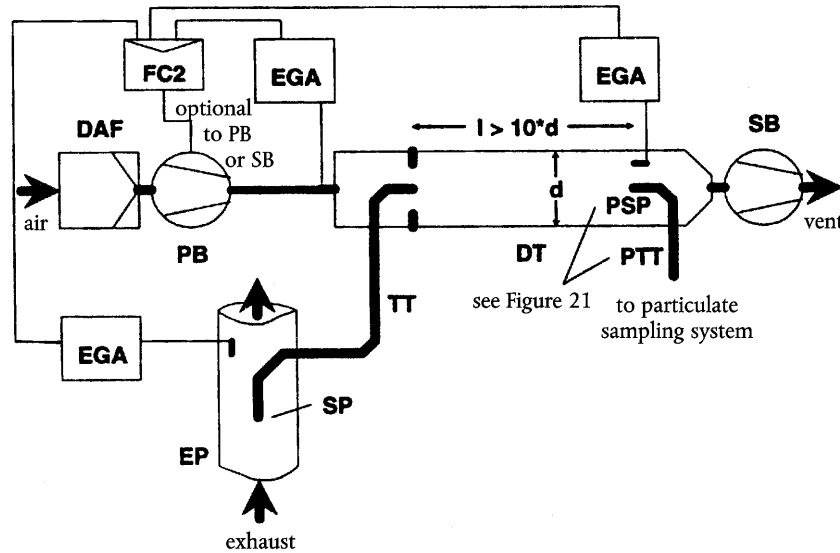 FC2
EGA
EGA
optional
to PB
or SB
DAF
l > 10*d
SB
air
d
PSP
vent
PB
DT
PTT
see Figure 21
to particulate
sampling system
TT
EGA
SP
EP
exhaust